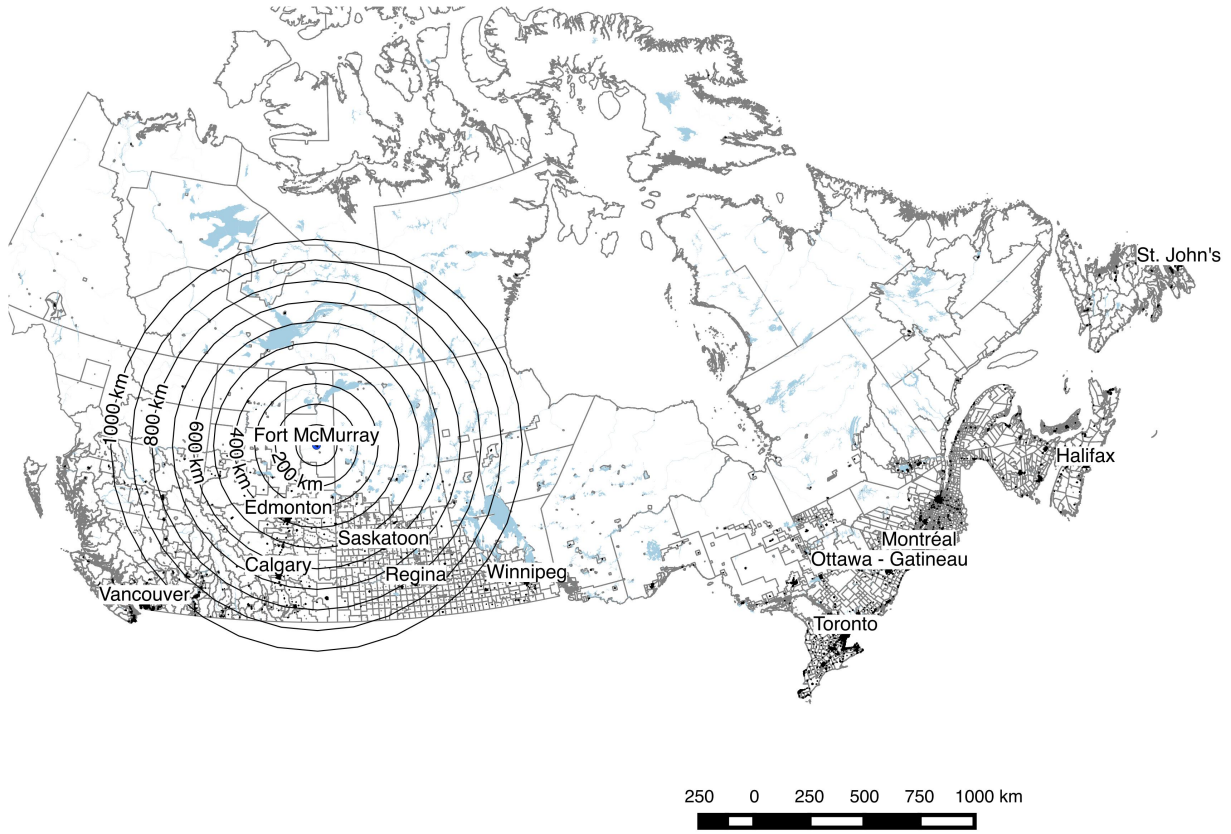 St. John's
1000 km
800 km
600 km
400 km
200 km
Fort McMurray
Halifax
Edmonton
Saskatoon
Montréal
Ottawa - Gatineau
Calgary
Regina
Winnipeg
Vancouver
Toronto
250 0 250 500 750 1000 km